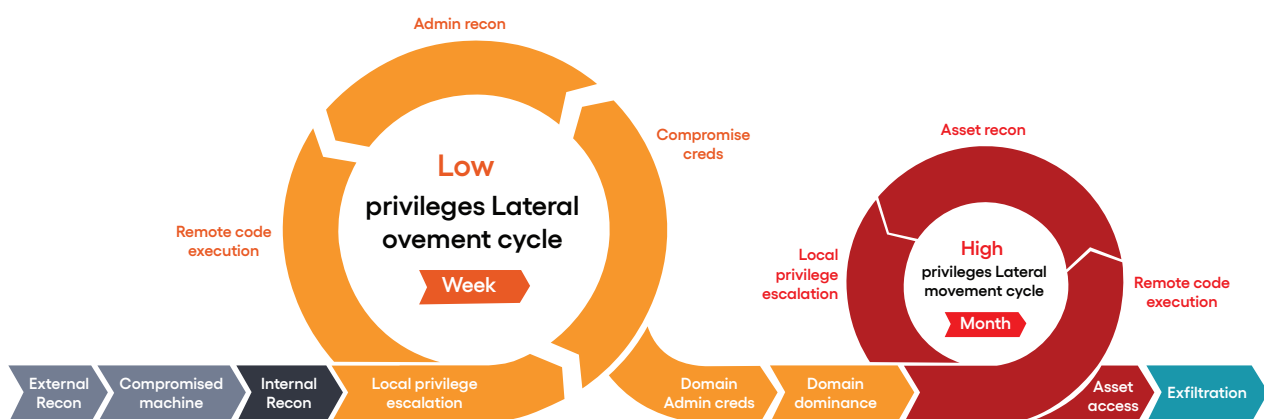 Admin recon
Compromise
creds
Low
privileges Lateral
ovement cycle
Week
Remote code
execution
Asset recon
Local
privilege
escalation
High
privileges Lateral
movement cycle
Month
Remote code
execution
External
Recon
Compromised
machine
Internal
Recon
Local privilege
escalation
Domain
Admin creds
Domain
dominance
Asset
access
Exfiltration